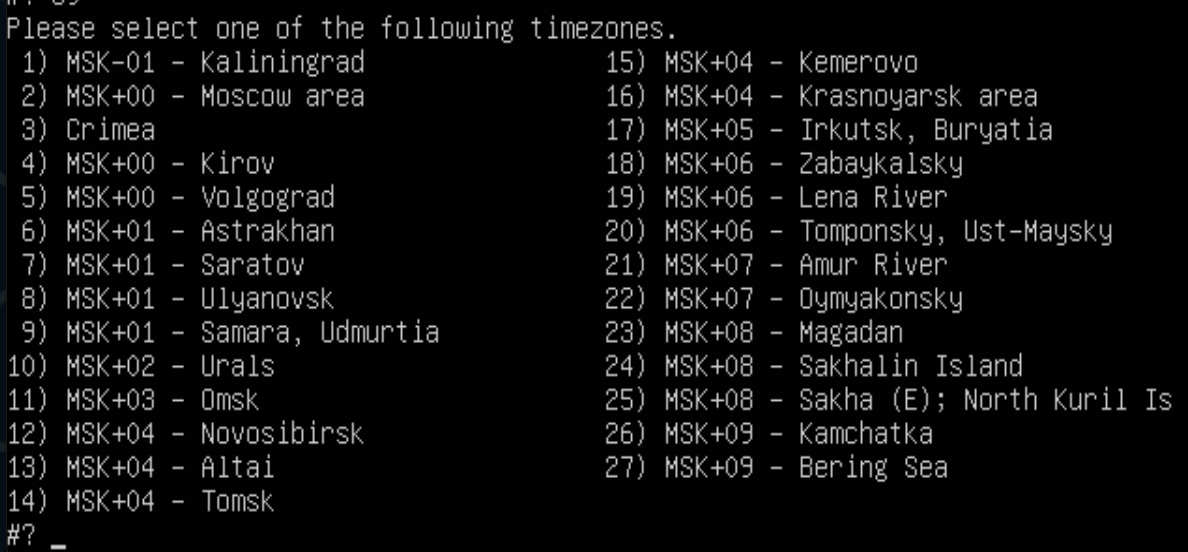 Please select one of the following timezones.
1) MSK-01 - Kaliningrad 15) MSK+04 - Kemerovo
2) MSK+00 - Moscow area 16) MSK+04 - Krasnoyarsk area
3) Crimea 17) MSK+05 - Irkutsk, Buryatia
4) MSK+00 - Kirov 18) MSK+06 - Zabaykalsky
5) MSK+00 - Volgograd 19) MSK+06 - Lena River
6) MSK+01 - Astrakhan 20) MSK+06 - Tomponsky, Ust-Maysky
7) MSK+01 - Saratov 21) MSK+07 - Amur River
8) MSK+01 - Ulyanovsk 22) MSK+07 - Oymyakonsky
9) MSK+01 - Samara, Udmurtia 23) MSK+08 - Magadan
10) MSK+02 - Urals 24) MSK+08 - Sakhalin Island
11) MSK+03 - Omsk 25) MSK+08 - Sakha (E); North Kuril Is
12) MSK+04 - Novosibirsk 26) MSK+09 - Kamchatka
13) MSK+04 - Altai 27) MSK+09 - Bering Sea
14) MSK+04 - Tomsk
#? _